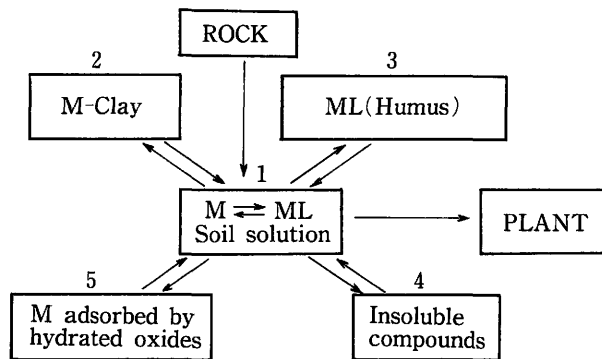 ROCK
2
M-Clay
3
ML(Humus)
1
M ⇌ ML
Soil solution
PLANT
5
M adsorbed by
hydrated oxides
4
Insoluble
compounds